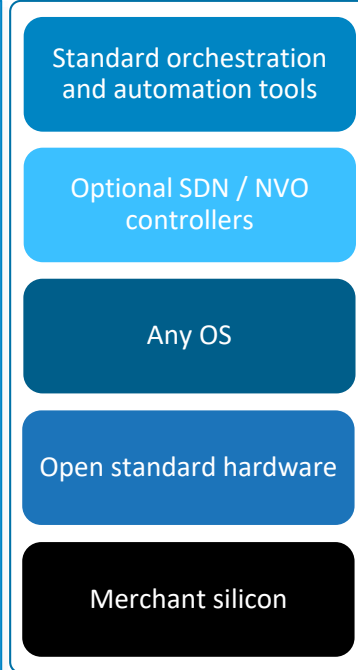 Standard orchestration
and automation tools
Optional SDN / NVO
controllers
Any OS
Open standard hardware
Merchant silicon